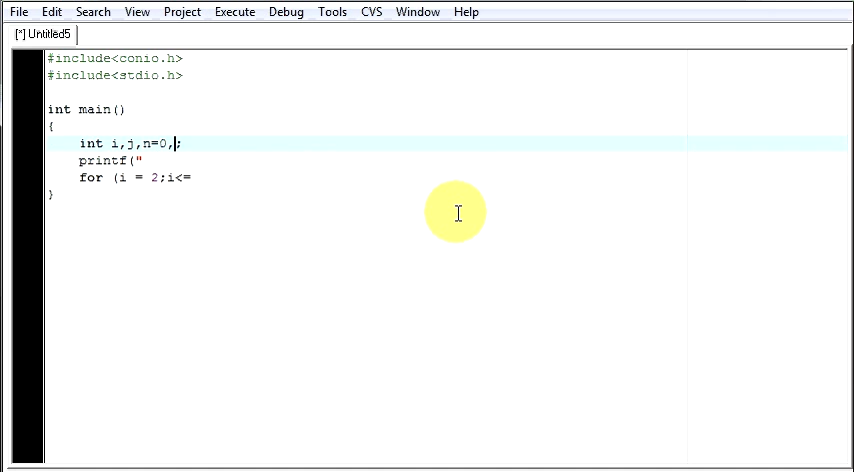 File Edit Search View Project Execute Debug Tools CVS Window Help
[*] Untitled5
#include<conio.h>
#include<stdio.h>
int main()
{
int i,j,n=0,;
printf("
for (i = 2;i<=
}